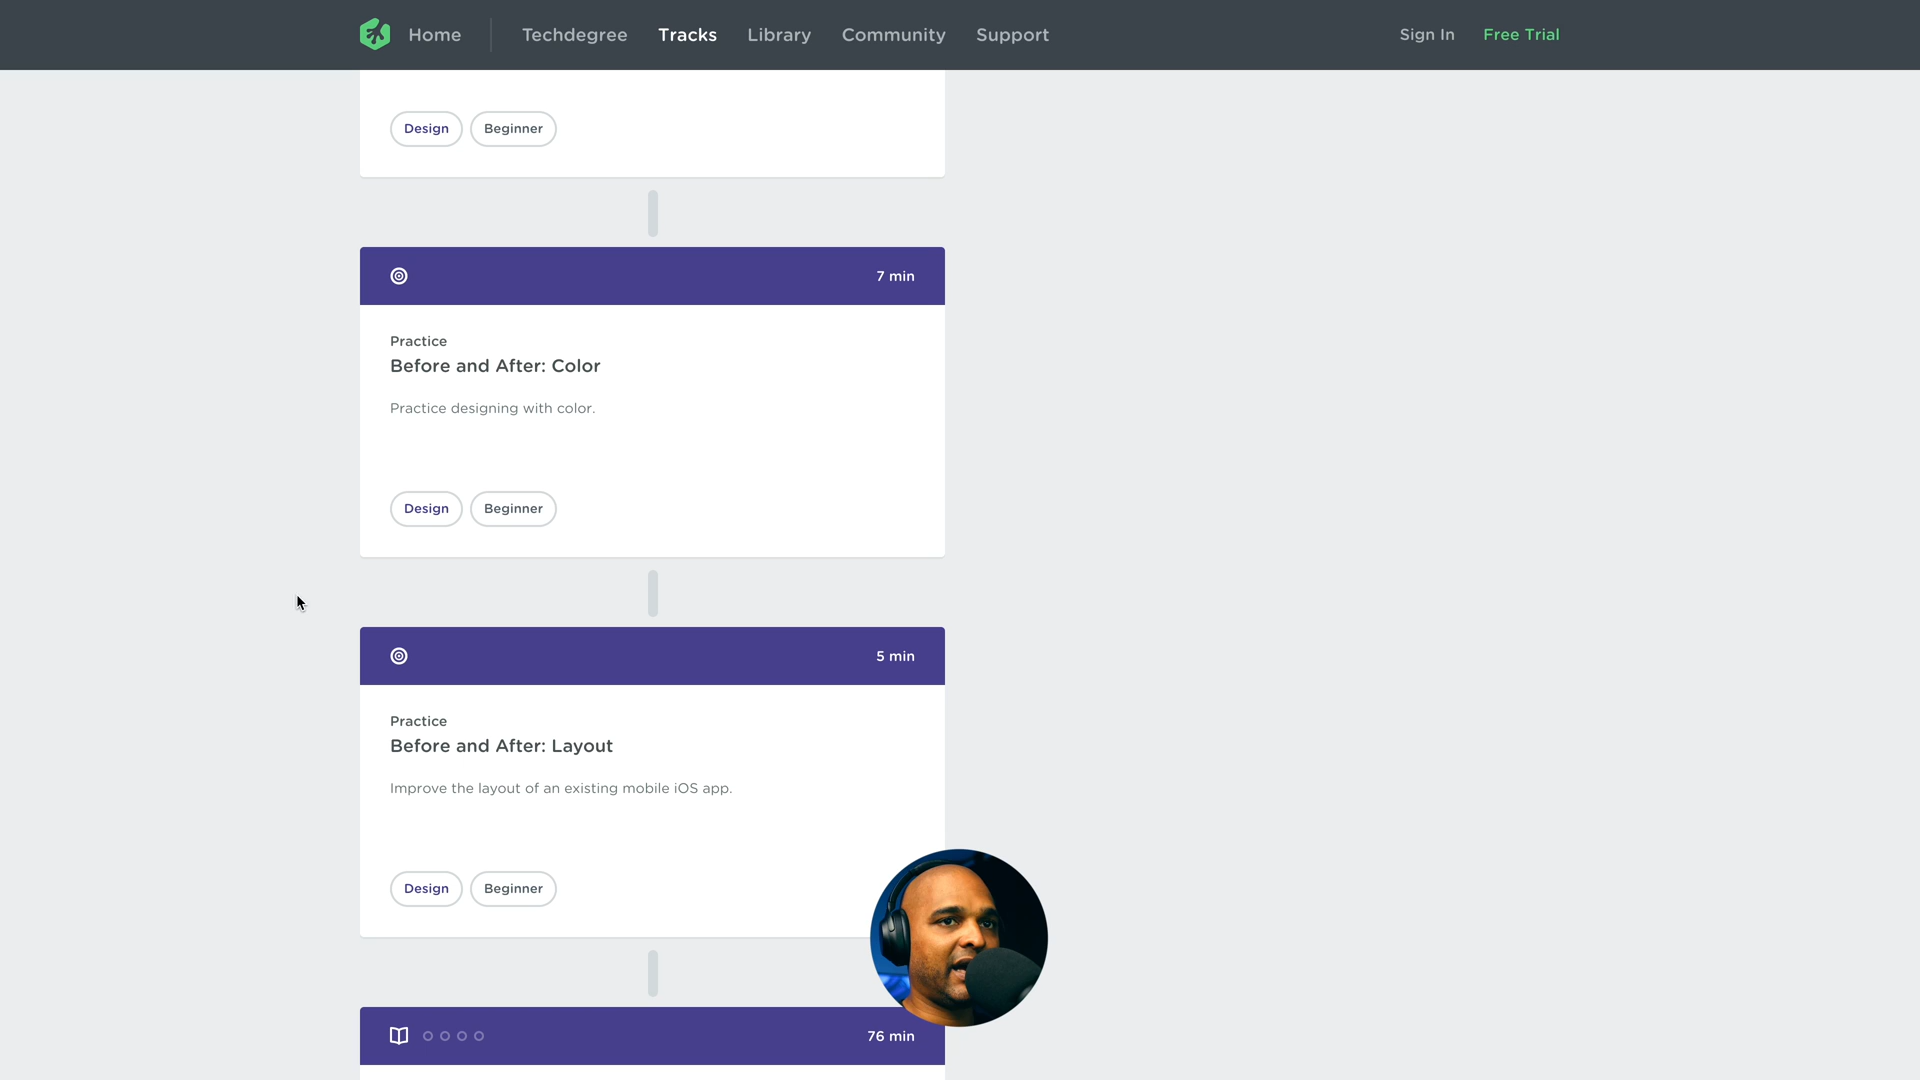 Home
Techdegree
Tracks
Library
Community
Support
Sign In
Free Trial
Design
Beginner
7 min
Practice
Before and After: Color
Practice designing with color.
Design
Beginner
5 min
Practice
Before and After: Layout
Improve the layout of an existing mobile iOS app.
Design
Beginner
76 min